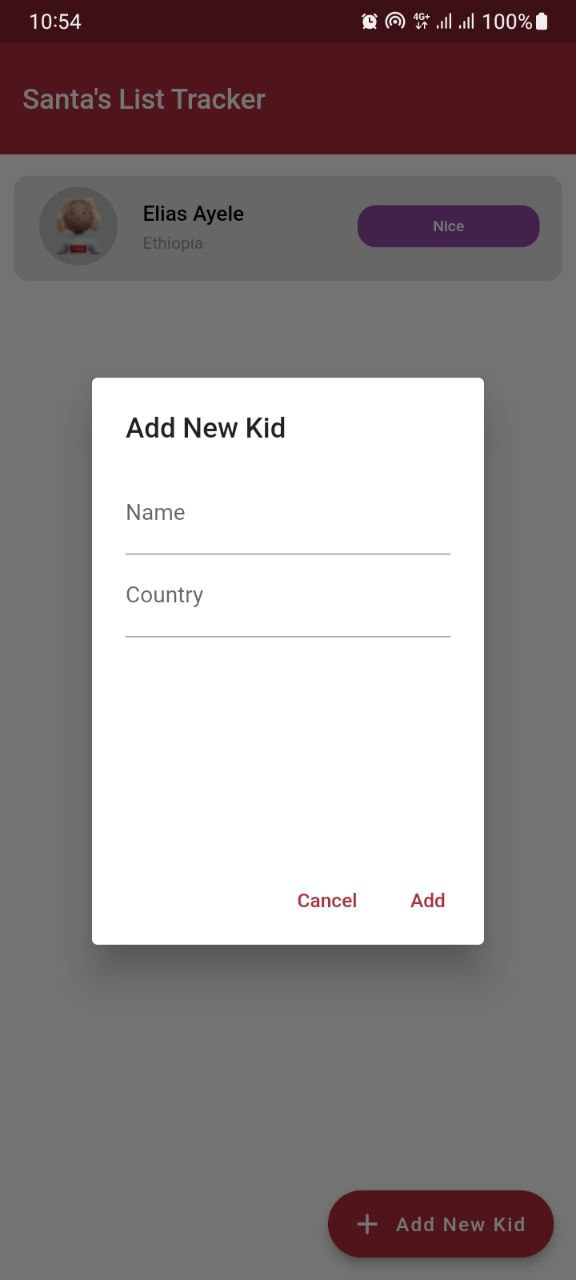 10:54
4G+
100%
Santa's List Tracker
Elias Ayele
Ethiopia
Nice
Add New Kid
Name
Country
Cancel
Add
Add New Kid